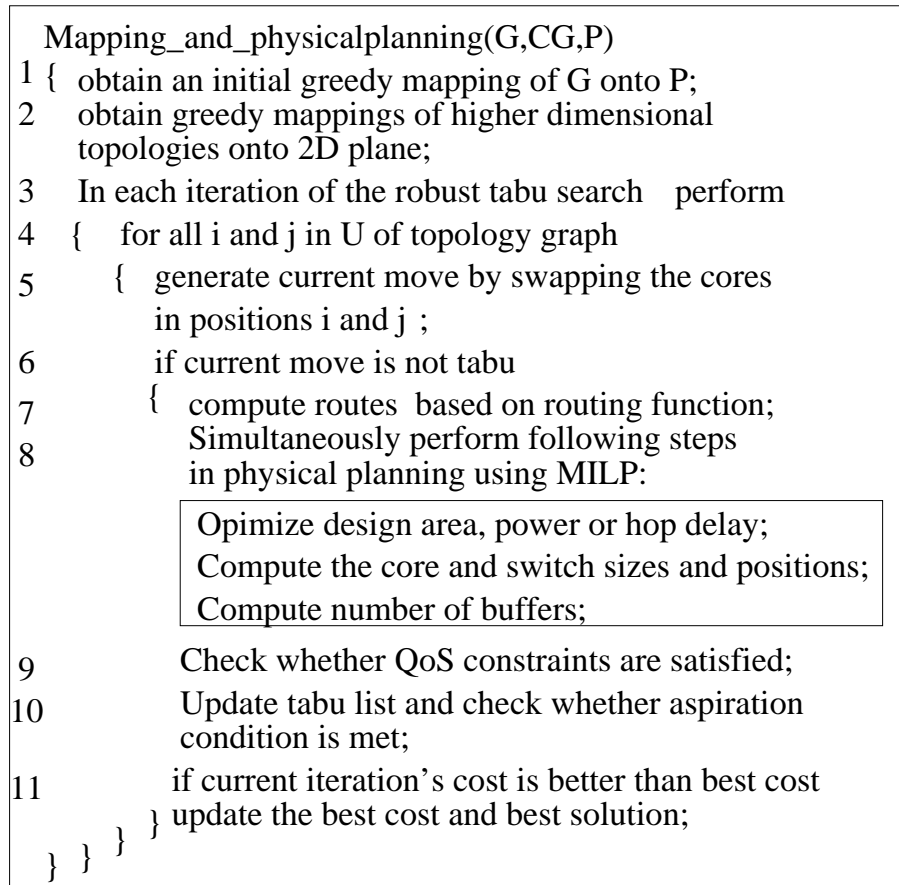 Mapping_and_physicalplanning(G,CG,P)
1 { obtain an initial greedy mapping of G onto P;
2 obtain greedy mappings of higher dimensional
topologies onto 2D plane;
3 In each iteration of the robust tabu search perform
4 { for all i and j in U of topology graph
5 { generate current move by swapping the cores
in positions i and j ;
6 if current move is not tabu
7 { compute routes based on routing function;
8 Simultaneously perform following steps
in physical planning using MILP:
Opimize design area, power or hop delay;
Compute the core and switch sizes and positions;
Compute number of buffers;
9 Check whether QoS constraints are satisfied;
10 Update tabu list and check whether aspiration
condition is met;
11 if current iteration's cost is better than best cost
update the best cost and best solution;
} } } }